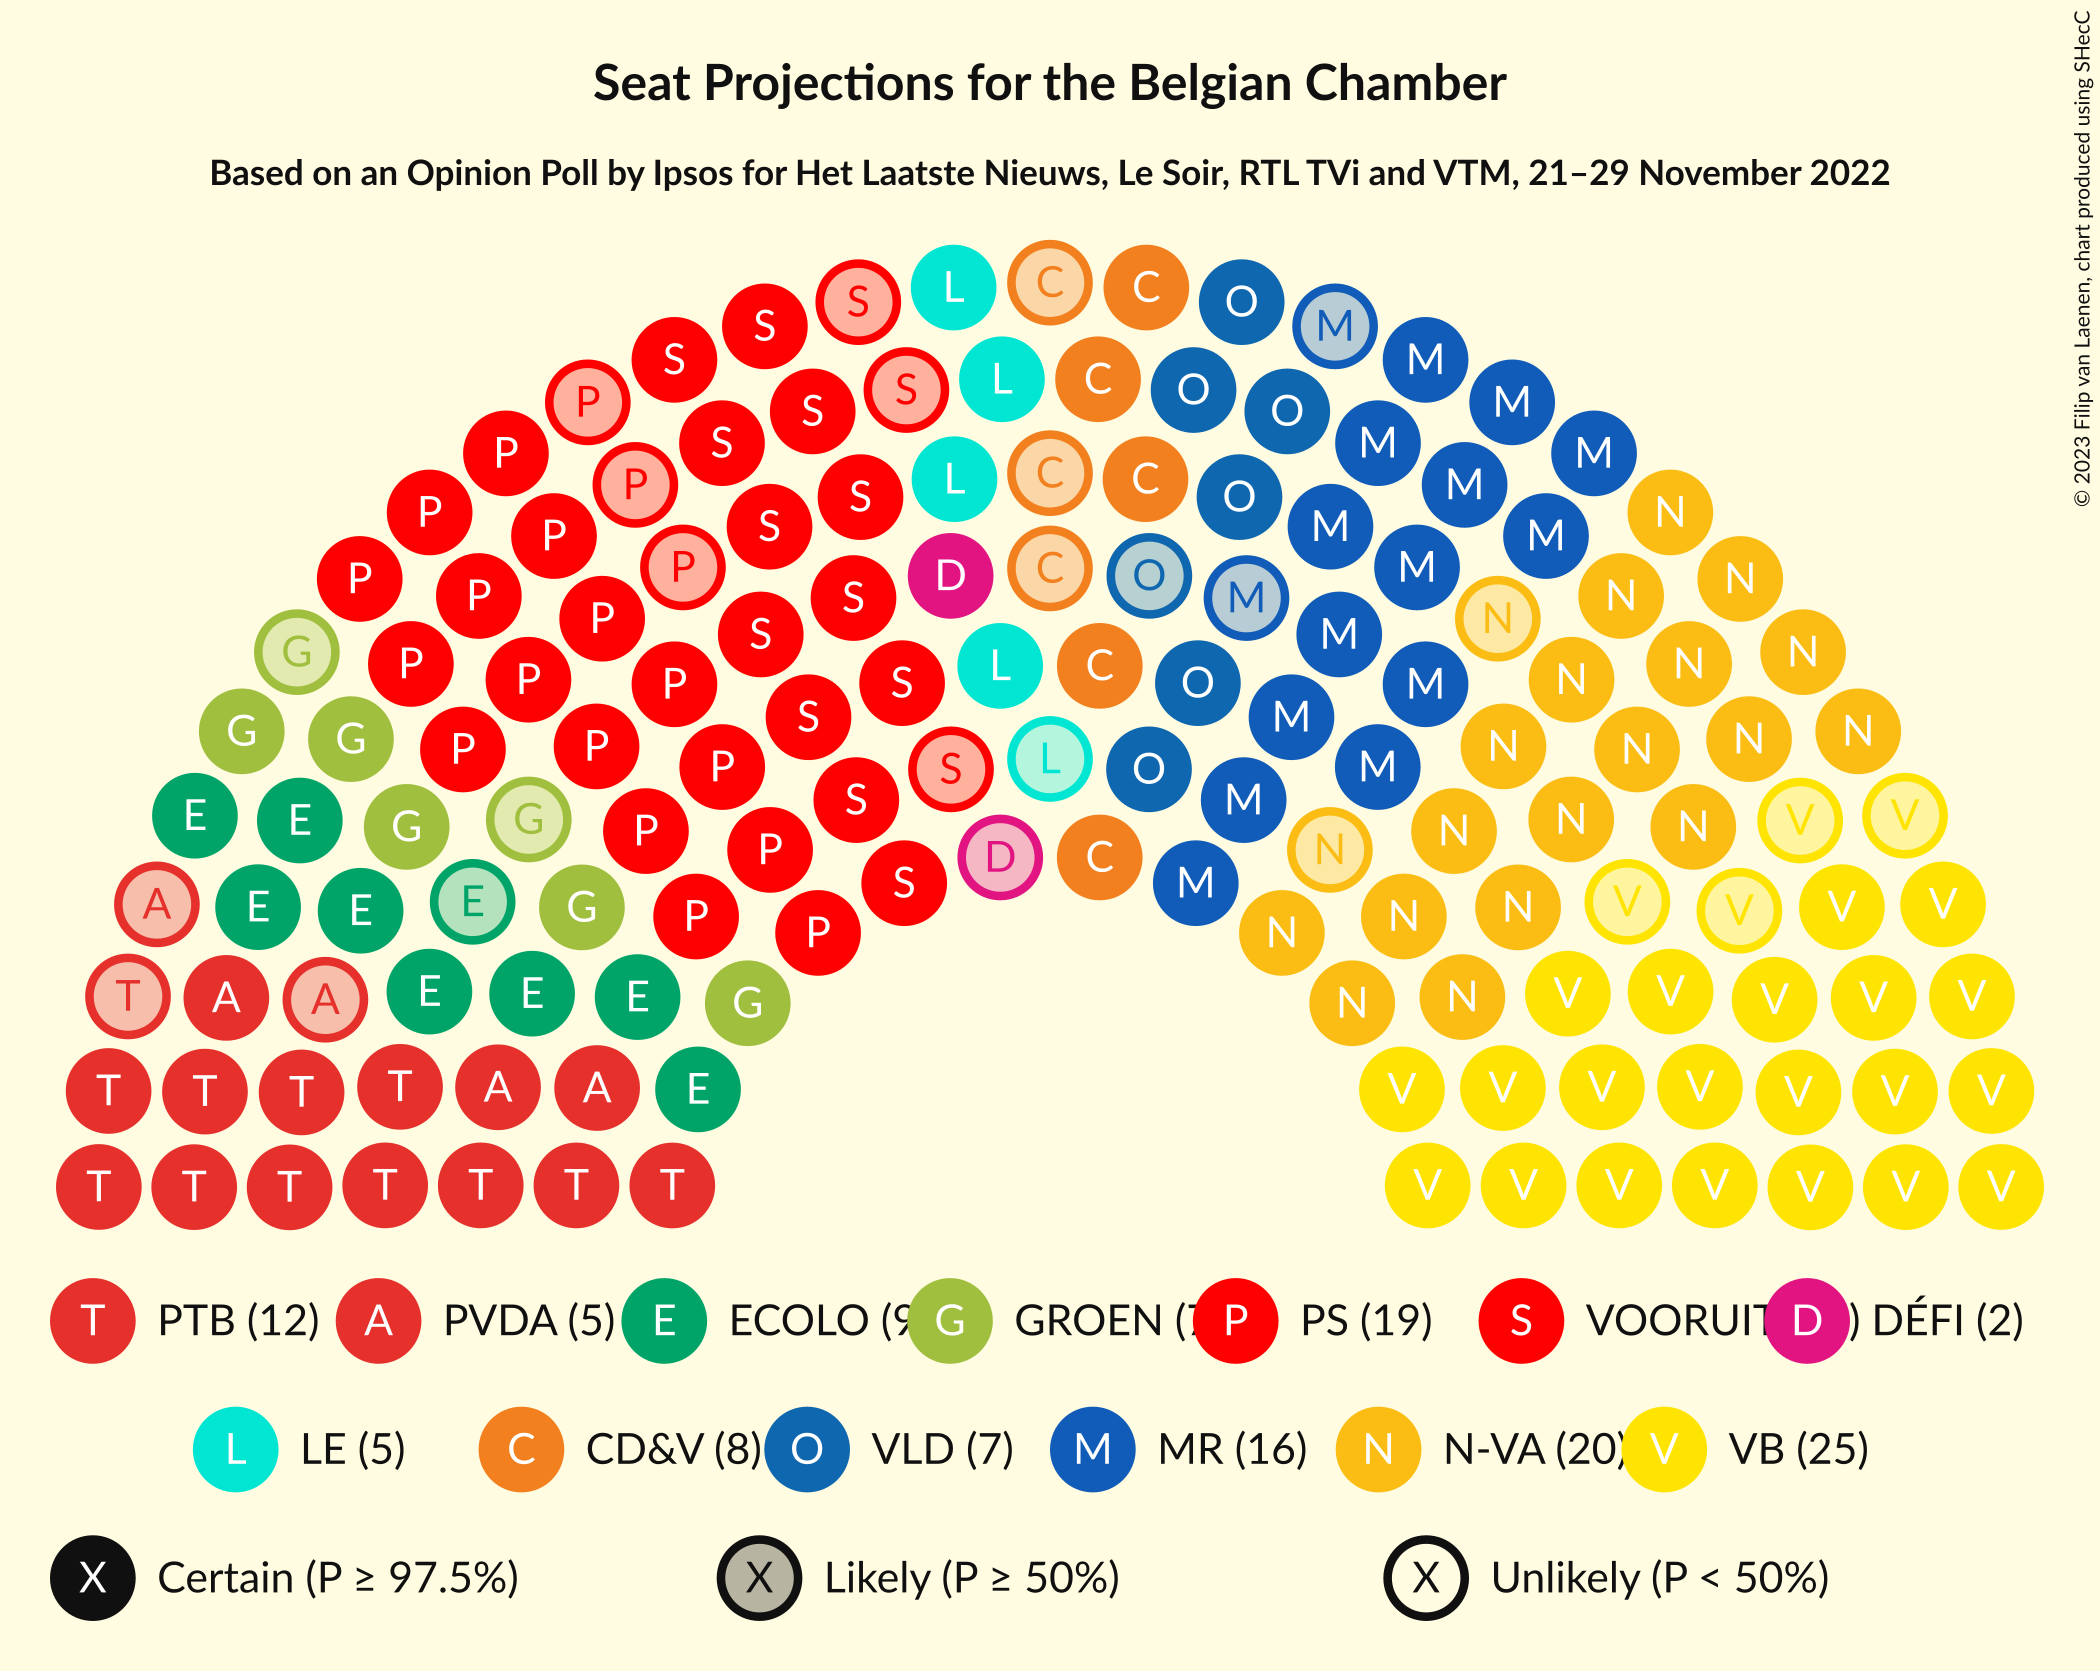 Seat Projections for the Belgian Chamber
Based on an Opinion Poll by Ipsos for Het Laatste Nieuws, Le Soir, RTL TVi and VTM, 21–29 November 2022
© 2023 Filip van Laenen, chart produced using SHecC
S L C C O
S M
S M
P S S L C O O M
P S M M
P P S L C C O M N
P S M M
P P P S D C O M M N N
P S M N
G P P P S L C O M N N N
G G P P P S S L O M M N N N N
E E G G P P S D C M N N N N V V
A E E E G P P S M N N N V V V V
T A A E E E G N N V V V V V
T T T T A A E V V V V V V V
T T T T T T T V V V V V V V
T PTB (12) A PVDA (5) E ECOLO G GROEN P PS (19) S VOORUIT D ) DÉFI (2)
L LE (5) C CD&V (8) O VLD (7) M MR (16) N N-VA (20) V VB (25)
X Certain (P ≥ 97.5%) X Likely (P ≥ 50%) X Unlikely (P < 50%)